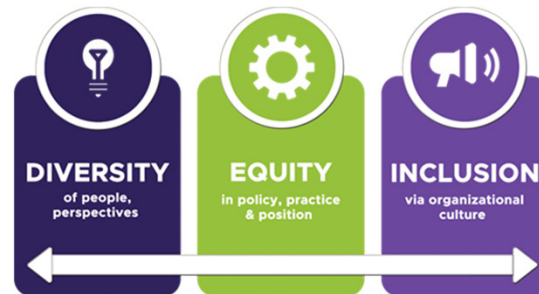 DIVERSITY
of people,
perspectives
EQUITY
in policy, practice
& position
INCLUSION
via organizational
culture